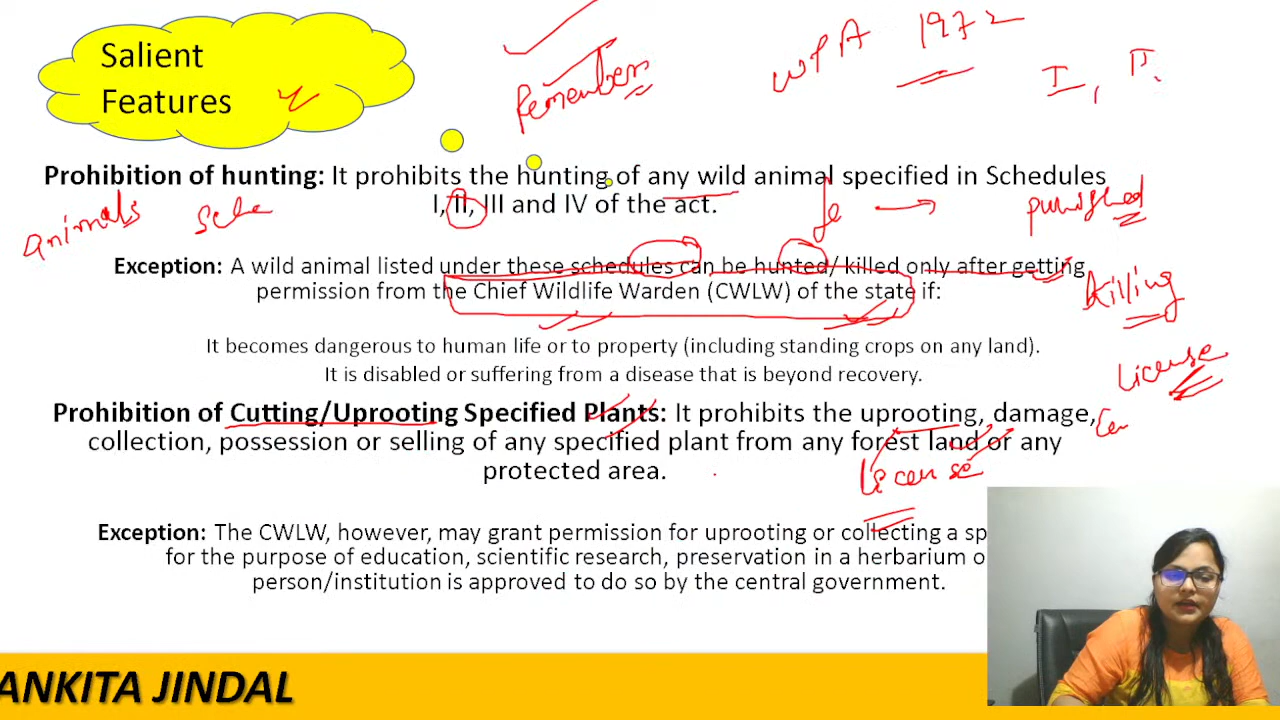 Salient
Features
Remember
WPA 1972
I, II
Prohibition of hunting: It prohibits the hunting of any wild animal specified in Schedules
I, II, III and IV of the act.
animals
punished
Exception: A wild animal listed under these schedules can be hunted/ killed only after getting
permission from the Chief Wildlife Warden (CWLW) of the state if:
killing
It becomes dangerous to human life or to property (including standing crops on any land).
It is disabled or suffering from a disease that is beyond recovery.
License
Prohibition of Cutting/Uprooting Specified Plants: It prohibits the uprooting, damage,
collection, possession or selling of any specified plant from any forest land or any
protected area.
License
Exception: The CWLW, however, may grant permission for uprooting or collecting a sp
for the purpose of education, scientific research, preservation in a herbarium o
person/institution is approved to do so by the central government.
ANKITA JINDAL